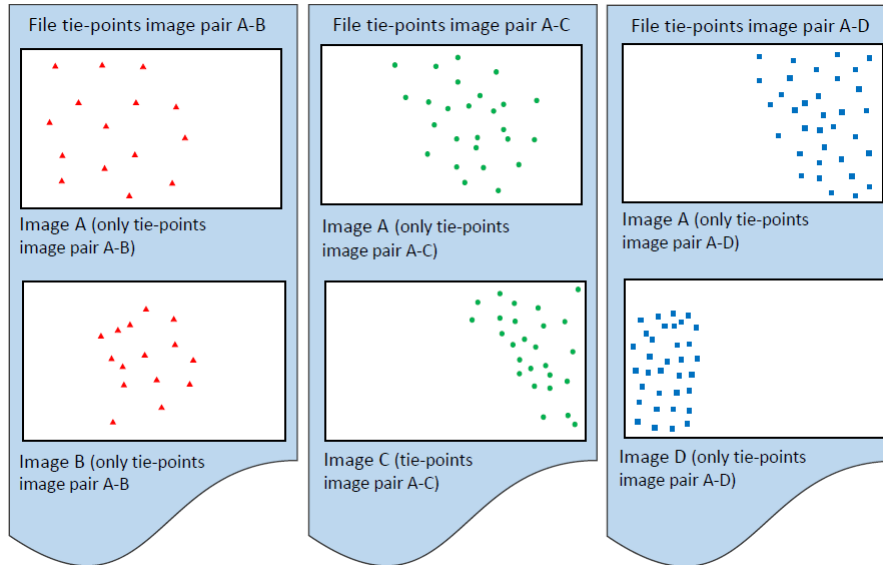 File tie-points image pair A-B
Image A (only tie-points
image pair A-B)
Image B (only tie-points
image pair A-B
File tie-points image pair A-C
Image A (only tie-points
image pair A-C)
Image C (tie-points
image pair A-C)
File tie-points image pair A-D
Image A (only tie-points
image pair A-D)
Image D (only tie-points
image pair A-D)